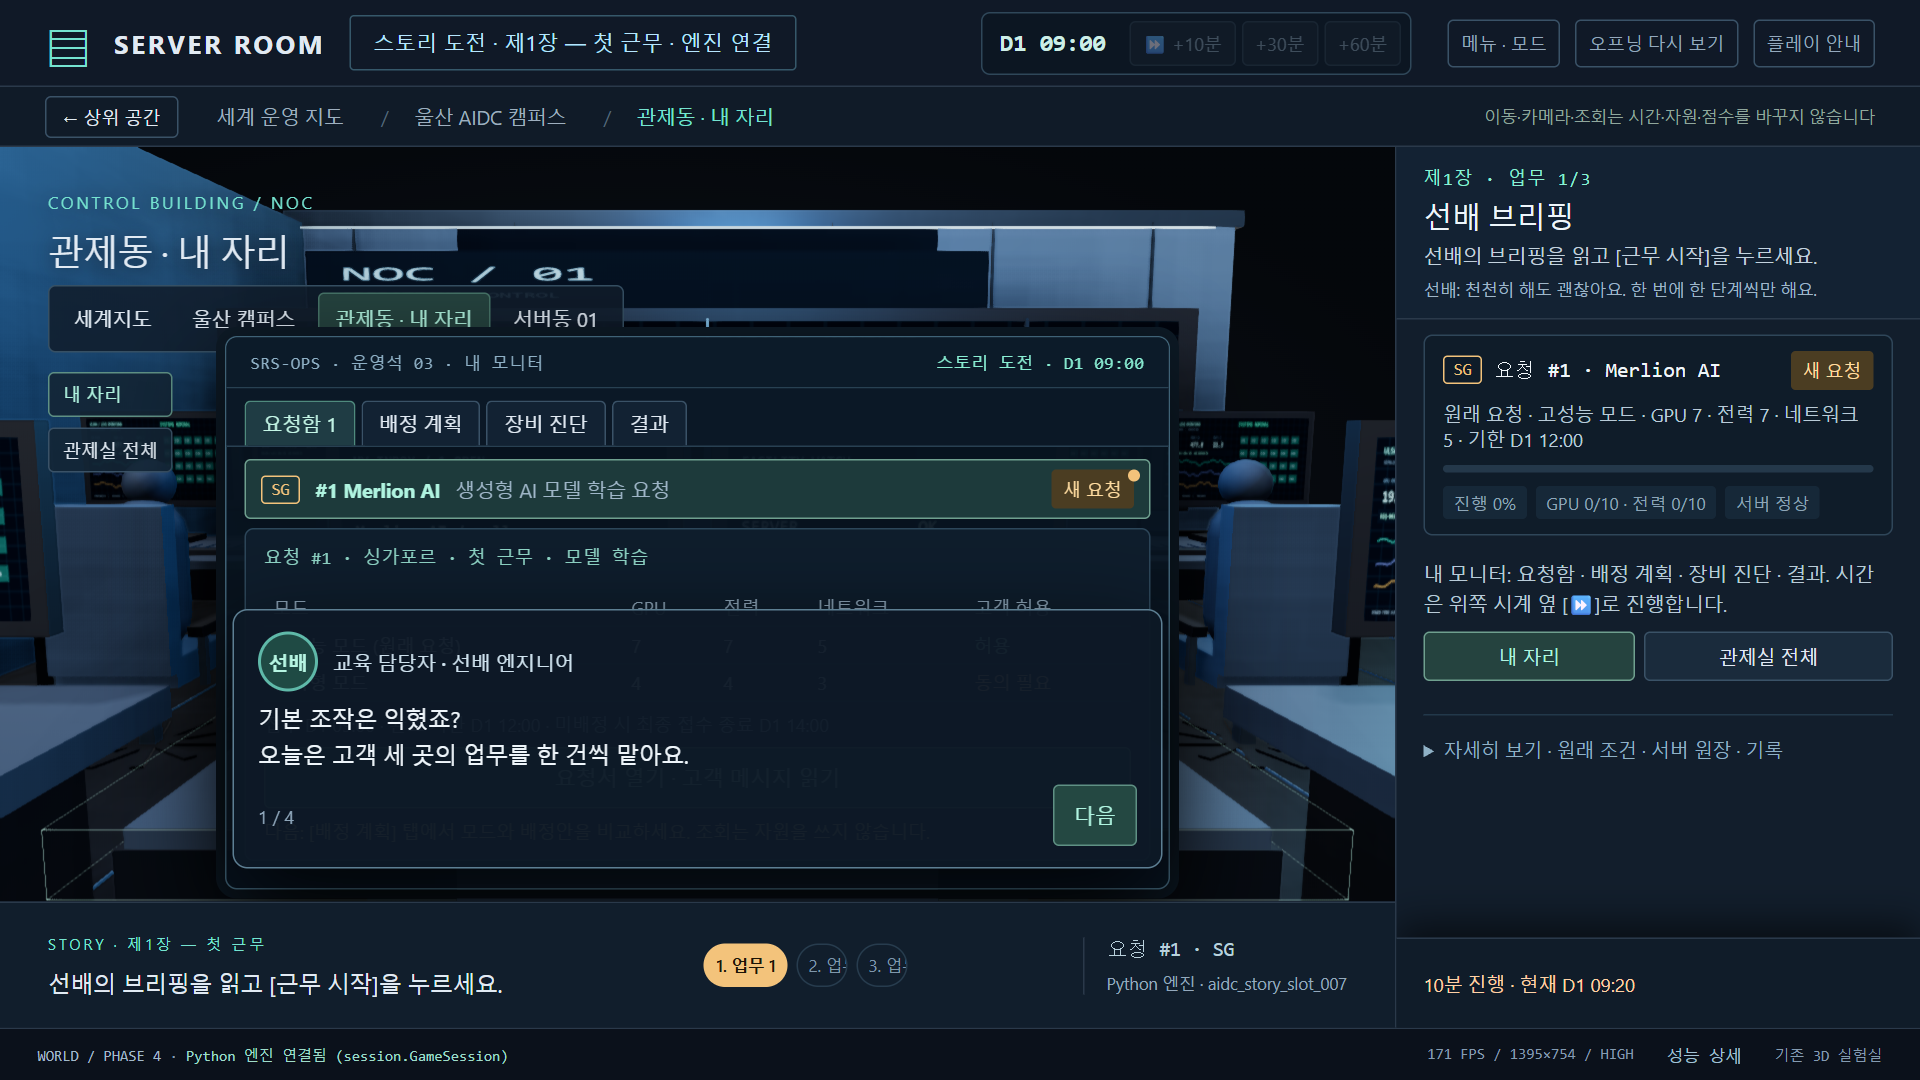 SERVER ROOM
스토리 도전 · 제1장 — 첫 근무 · 엔진 연결
D1 09:00
⏩ +10분
+30분
+60분
메뉴 · 모드
오프닝 다시 보기
플레이 안내
← 상위 공간
세계 운영 지도 / 울산 AIDC 캠퍼스 / 관제동 · 내 자리
이동·카메라·조회는 시간·자원·점수를 바꾸지 않습니다
CONTROL BUILDING / NOC
관제동 · 내 자리
NOC / 01
세계지도
울산 캠퍼스
관제동 · 내 자리
서버동 01
내 자리
관제실 전체
SRS-OPS · 운영석 03 · 내 모니터
스토리 도전 · D1 09:00
요청함 1
배정 계획
장비 진단
결과
SG #1 Merlion AI 생성형 AI 모델 학습 요청
새 요청
요청 #1 · 싱가포르 · 첫 근무 · 모델 학습
모드 GPU 전력 네트워크 고객 허용
선배 교육 담당자 · 선배 엔지니어
기본 조작은 익혔죠?
오늘은 고객 세 곳의 업무를 한 건씩 맡아요.
1 / 4
다음
제1장 · 업무 1/3
선배 브리핑
선배의 브리핑을 읽고 [근무 시작]을 누르세요.
선배: 천천히 해도 괜찮아요. 한 번에 한 단계씩만 해요.
SG 요청 #1 · Merlion AI
새 요청
원래 요청 · 고성능 모드 · GPU 7 · 전력 7 · 네트워크
5 · 기한 D1 12:00
진행 0%
GPU 0/10 · 전력 0/10
서버 정상
내 모니터: 요청함 · 배정 계획 · 장비 진단 · 결과. 시간
은 위쪽 시계 옆 [⏩]로 진행합니다.
내 자리
관제실 전체
▶ 자세히 보기 · 원래 조건 · 서버 원장 · 기록
STORY · 제1장 — 첫 근무
선배의 브리핑을 읽고 [근무 시작]을 누르세요.
1. 업무 1
2. 업
3. 업
요청 #1 · SG
Python 엔진 · aidc_story_slot_007
10분 진행 · 현재 D1 09:20
WORLD / PHASE 4 · Python 엔진 연결됨 (session.GameSession)
171 FPS / 1395×754 / HIGH
성능 상세
기존 3D 실험실